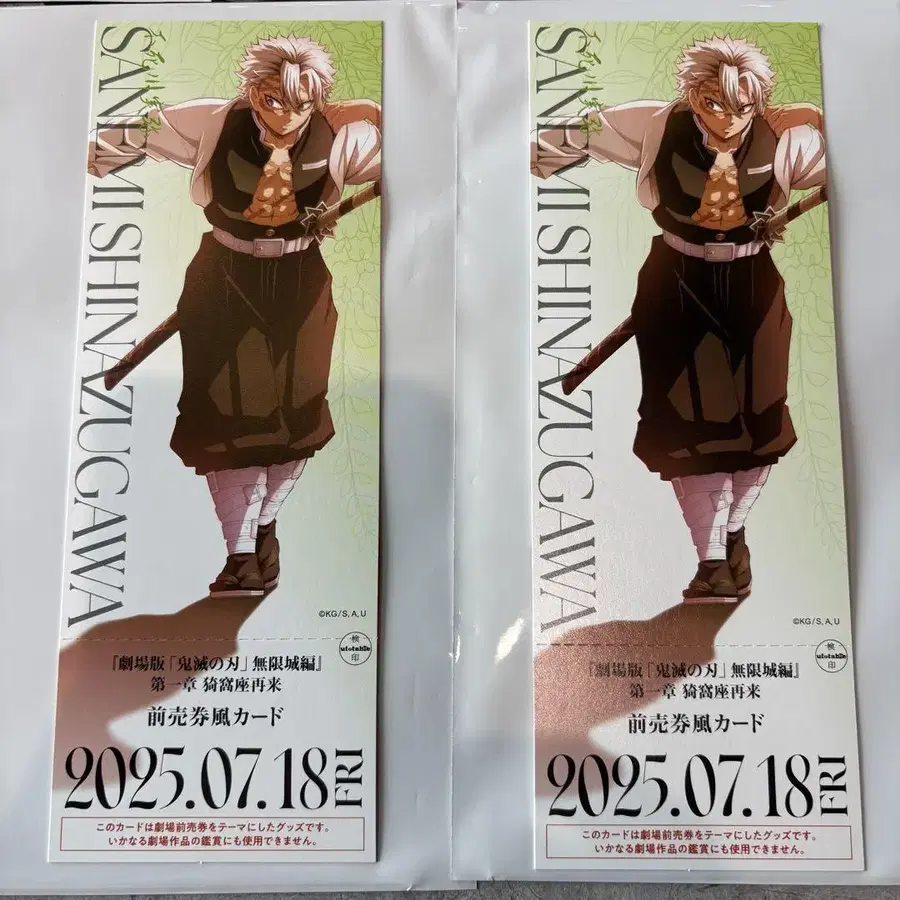 SANEMI SHINAZUGAWA
©KG/S, A, U
検
ufotable
印
『劇場版「鬼滅の刃」無限城編』
第一章 猗窩座再来
前売券風カード
2025.07.18 FRI
このカードは劇場前売券をテーマにしたグッズです。
いかなる劇場作品の鑑賞にも使用できません。
SANEMI SHINAZUGAWA
©KG/S, A, U
検
ufotable
印
『劇場版「鬼滅の刃」無限城編』
第一章 猗窩座再来
前売券風カード
2025.07.18 FRI
このカードは劇場前売券をテーマにしたグッズです。
いかなる劇場作品の鑑賞にも使用できません。